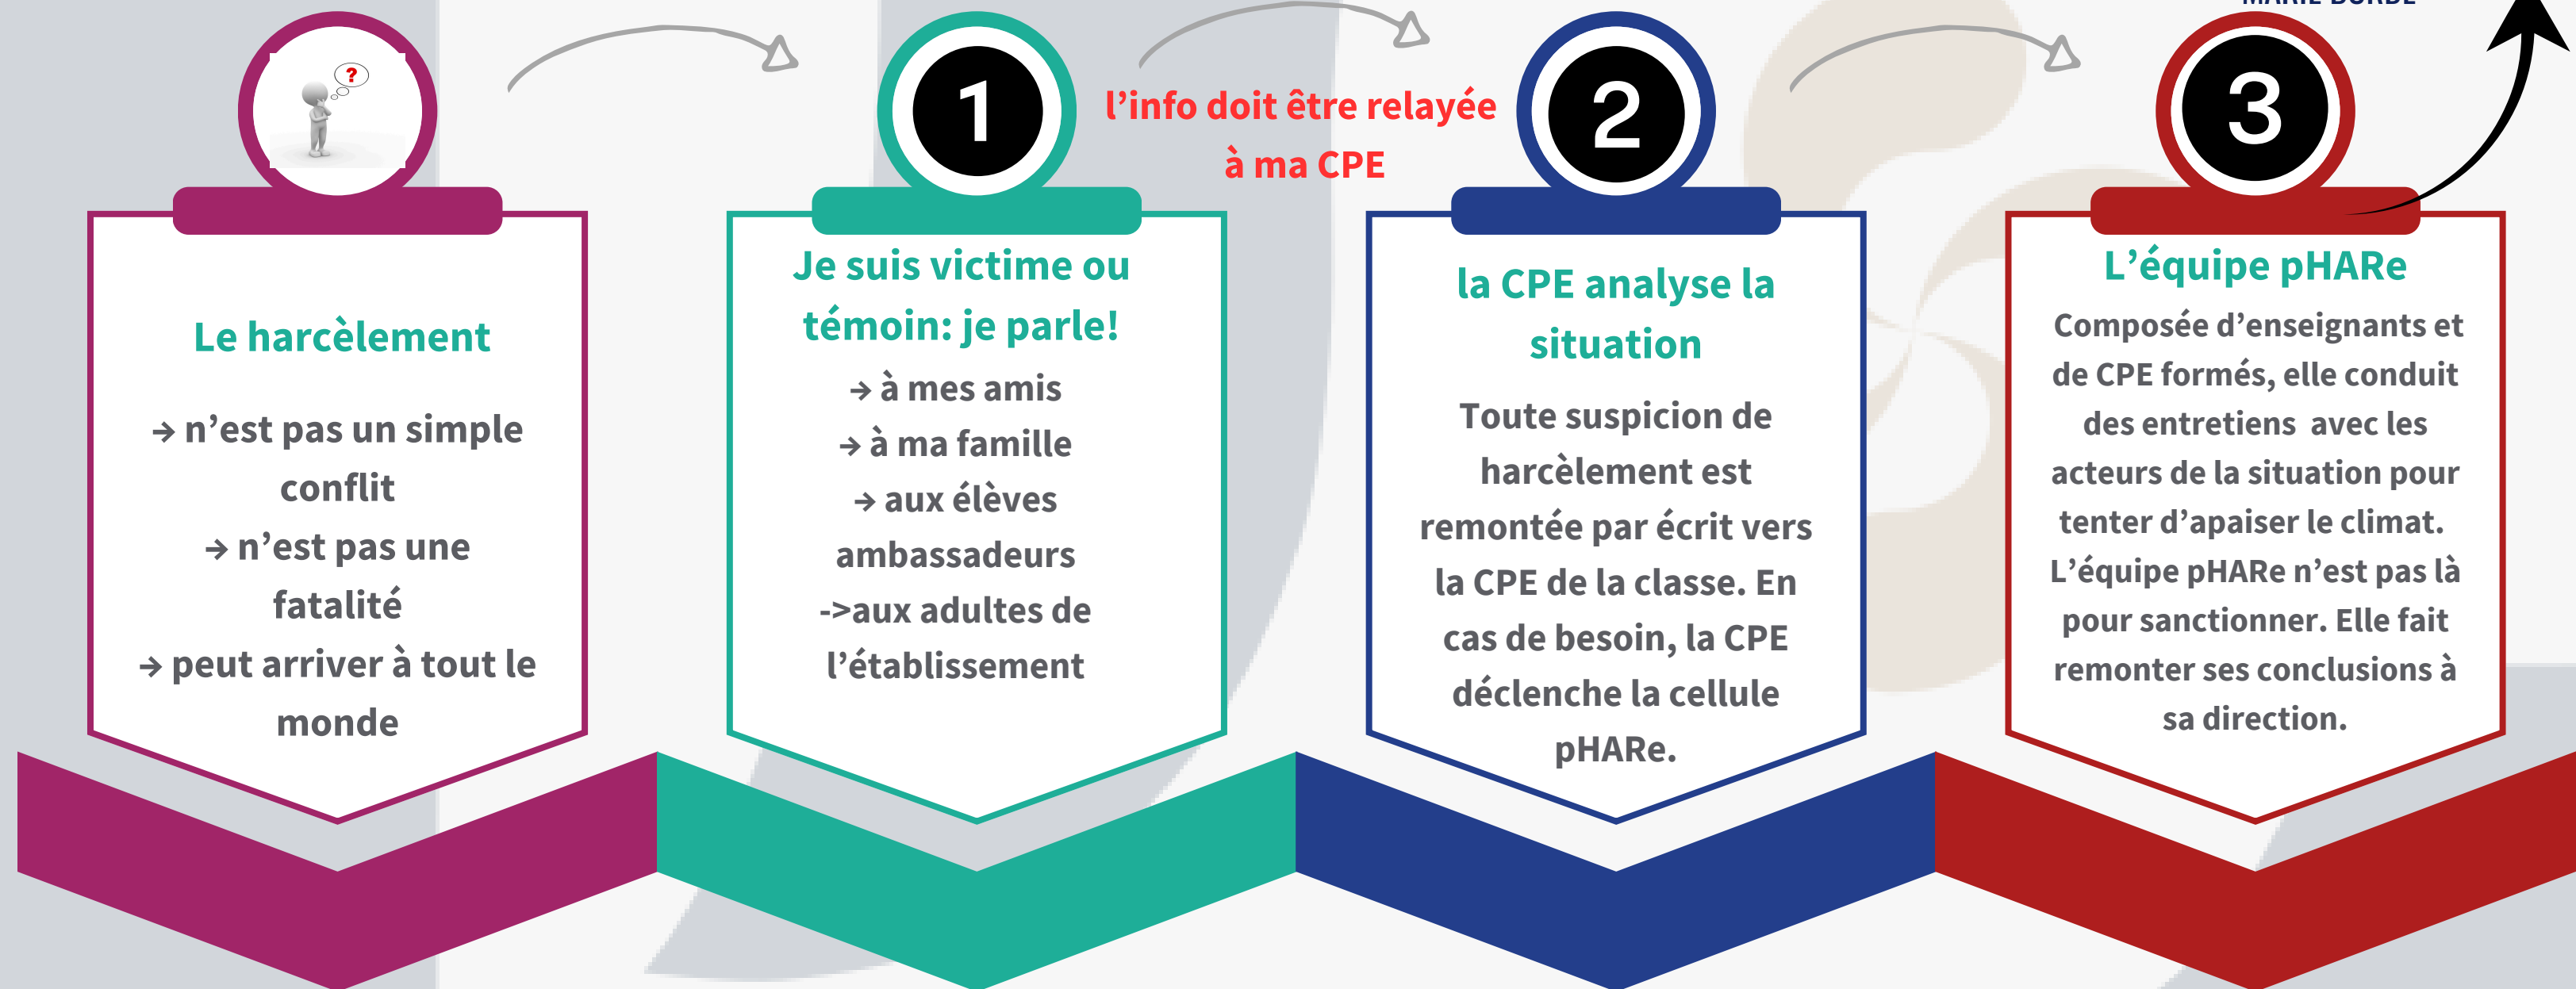 ?
Le harcèlement
→ n’est pas un simple
conflit
→ n’est pas une
fatalité
→ peut arriver à tout le
monde
1
Je suis victime ou
témoin: je parle!
→ à mes amis
→ à ma famille
→ aux élèves
ambassadeurs
->aux adultes de
l’établissement
l’info doit être relayée
à ma CPE
2
la CPE analyse la
situation
Toute suspicion de
harcèlement est
remontée par écrit vers
la CPE de la classe. En
cas de besoin, la CPE
déclenche la cellule
pHARe.
3
L’équipe pHARe
Composée d’enseignants et
de CPE formés, elle conduit
des entretiens  avec les
acteurs de la situation pour
tenter d’apaiser le climat.
L’équipe pHARe n’est pas là
pour sanctionner. Elle fait
remonter ses conclusions à
sa direction.